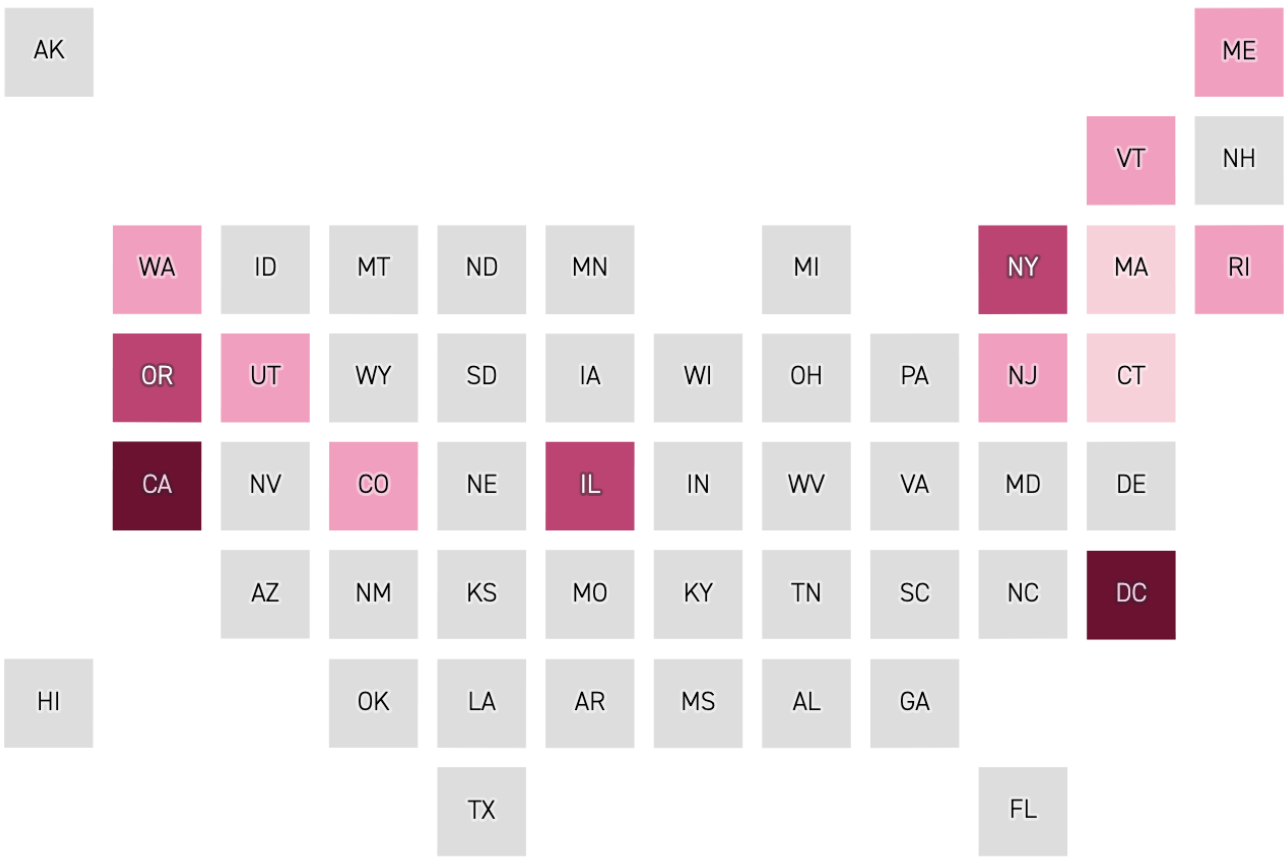 AK ME
VT NH
WA ID MT ND MN MI NY MA RI
OR UT WY SD IA WI OH PA NJ CT
CA NV CO NE IL IN WV VA MD DE
AZ NM KS MO KY TN SC NC DC
HI OK LA AR MS AL GA
TX FL